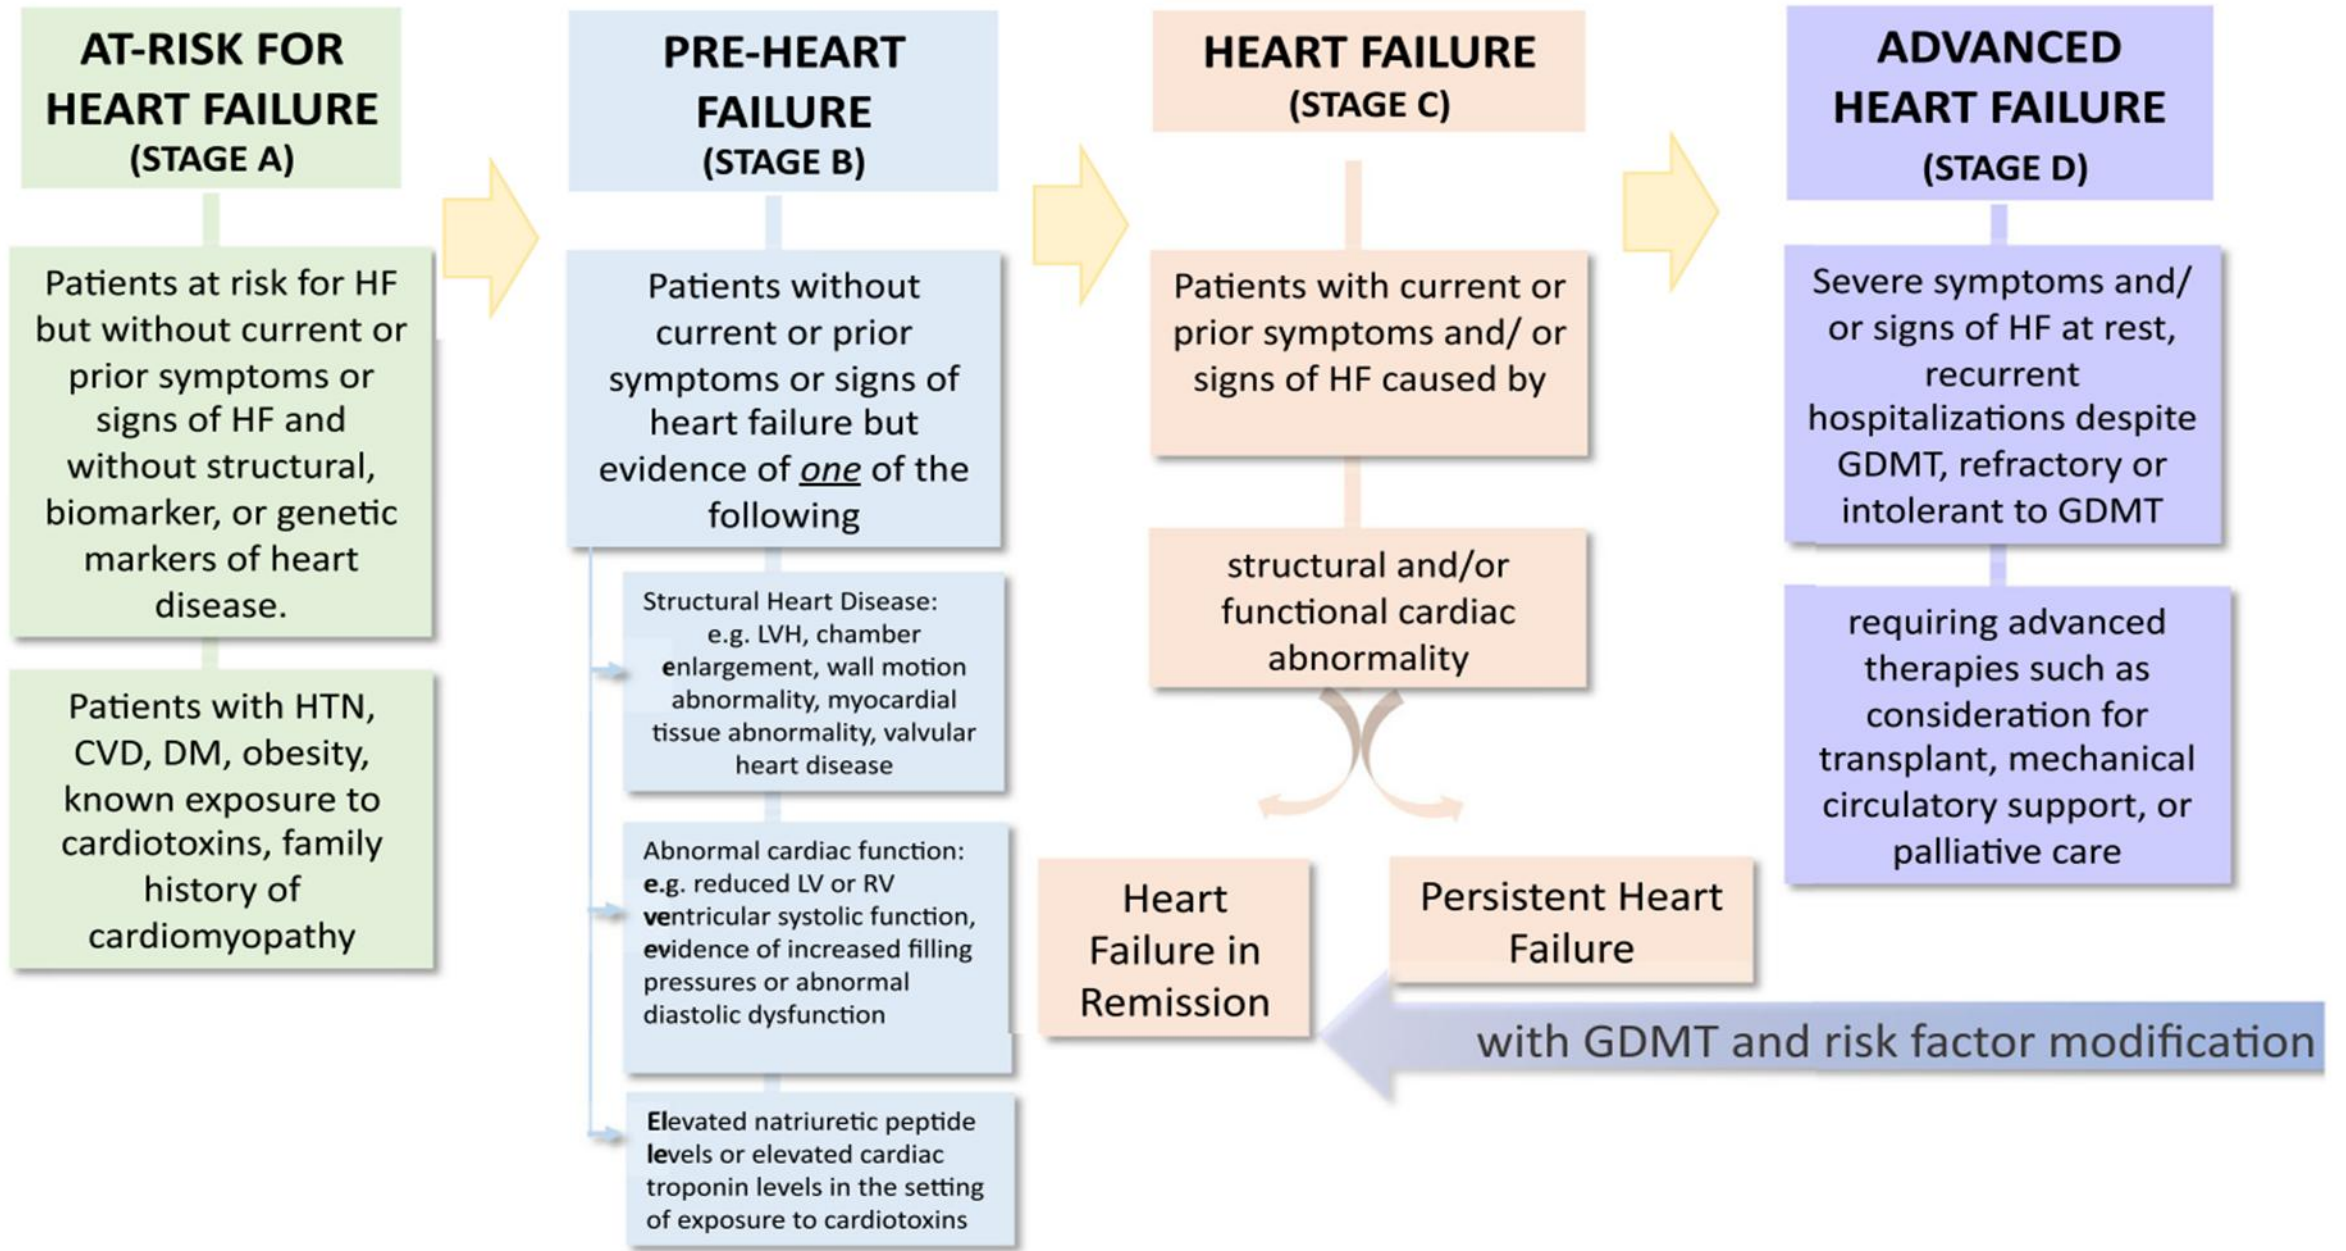 AT-RISK FOR
HEART FAILURE
(STAGE A)
Patients at risk for HF
but without current or
prior symptoms or
signs of HF and
without structural,
biomarker, or genetic
markers of heart
disease.
Patients with HTN,
CVD, DM, obesity,
known exposure to
cardiotoxins, family
history of
cardiomyopathy
PRE-HEART
FAILURE
(STAGE B)
Patients without
current or prior
symptoms or signs of
heart failure but
evidence of one of the
following
Structural Heart Disease:
e.g. LVH, chamber
enlargement, wall motion
abnormality, myocardial
tissue abnormality, valvular
heart disease
Abnormal cardiac function:
e.g. reduced LV or RV
ventricular systolic function,
evidence of increased filling
pressures or abnormal
diastolic dysfunction
Elevated natriuretic peptide
levels or elevated cardiac
troponin levels in the setting
of exposure to cardiotoxins
HEART FAILURE
(STAGE C)
Patients with current or
prior symptoms and/ or
signs of HF caused by
structural and/or
functional cardiac
abnormality
Heart
Failure in
Remission
Persistent Heart
Failure
ADVANCED
HEART FAILURE
(STAGE D)
Severe symptoms and/
or signs of HF at rest,
recurrent
hospitalizations despite
GDMT, refractory or
intolerant to GDMT
requiring advanced
therapies such as
consideration for
transplant, mechanical
circulatory support, or
palliative care
with GDMT and risk factor modification